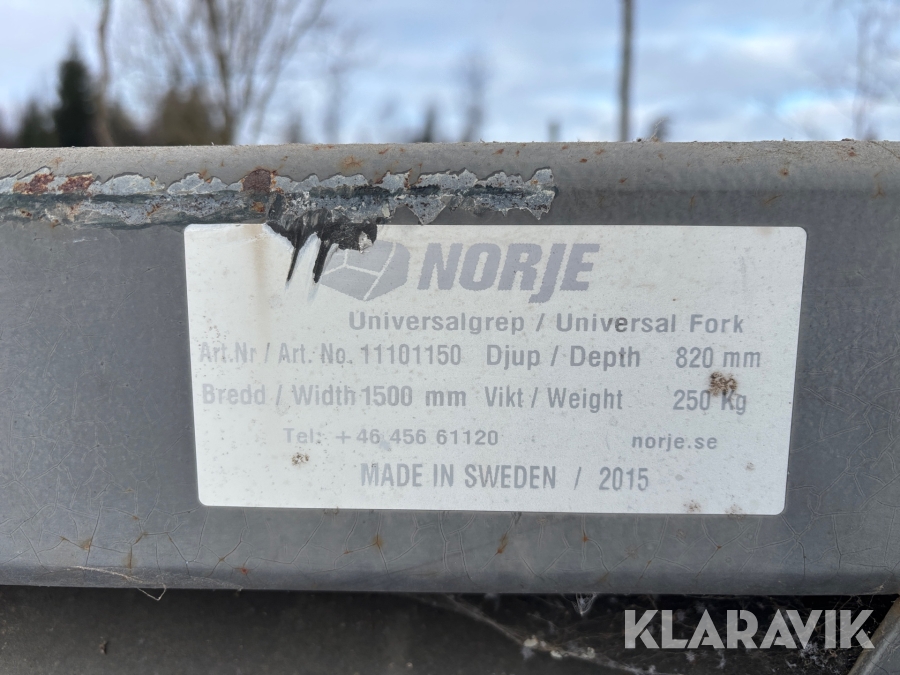 NORJE
Universalgrep / Universal Fork
Art.Nr / Art. No. 11101150 Djup / Depth 820 mm
Bredd / Width 1500 mm Vikt / Weight 250 Kg
Tel: +46 456 61120 norje.se
MADE IN SWEDEN / 2015
KLARAVIK